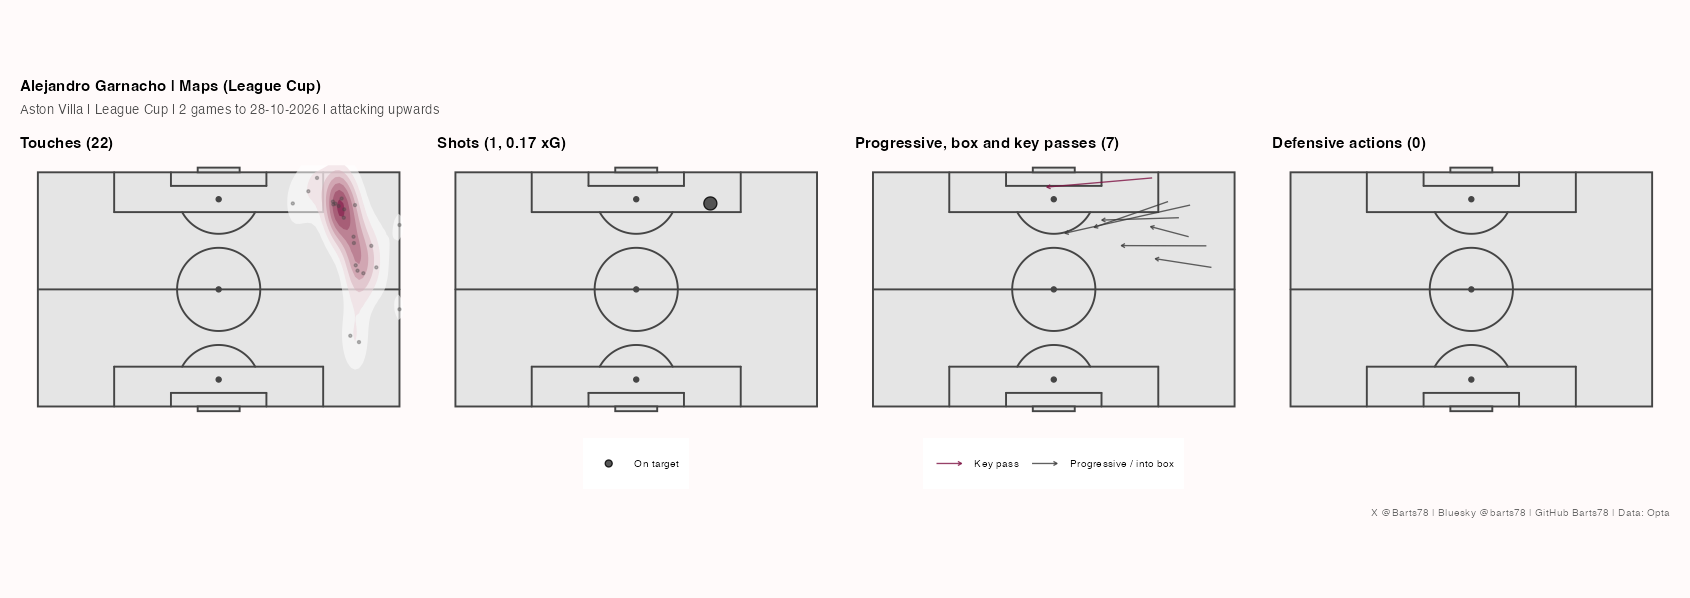 Alejandro Garnacho | Maps (League Cup)
Aston Villa | League Cup | 2 games to 28-10-2026 | attacking upwards
Touches (22)
Shots (1, 0.17 xG)
Progressive, box and key passes (7)
Defensive actions (0)
On target
Key pass
Progressive / into box
X @Barts78 | Bluesky @barts78 | GitHub Barts78 | Data: Opta